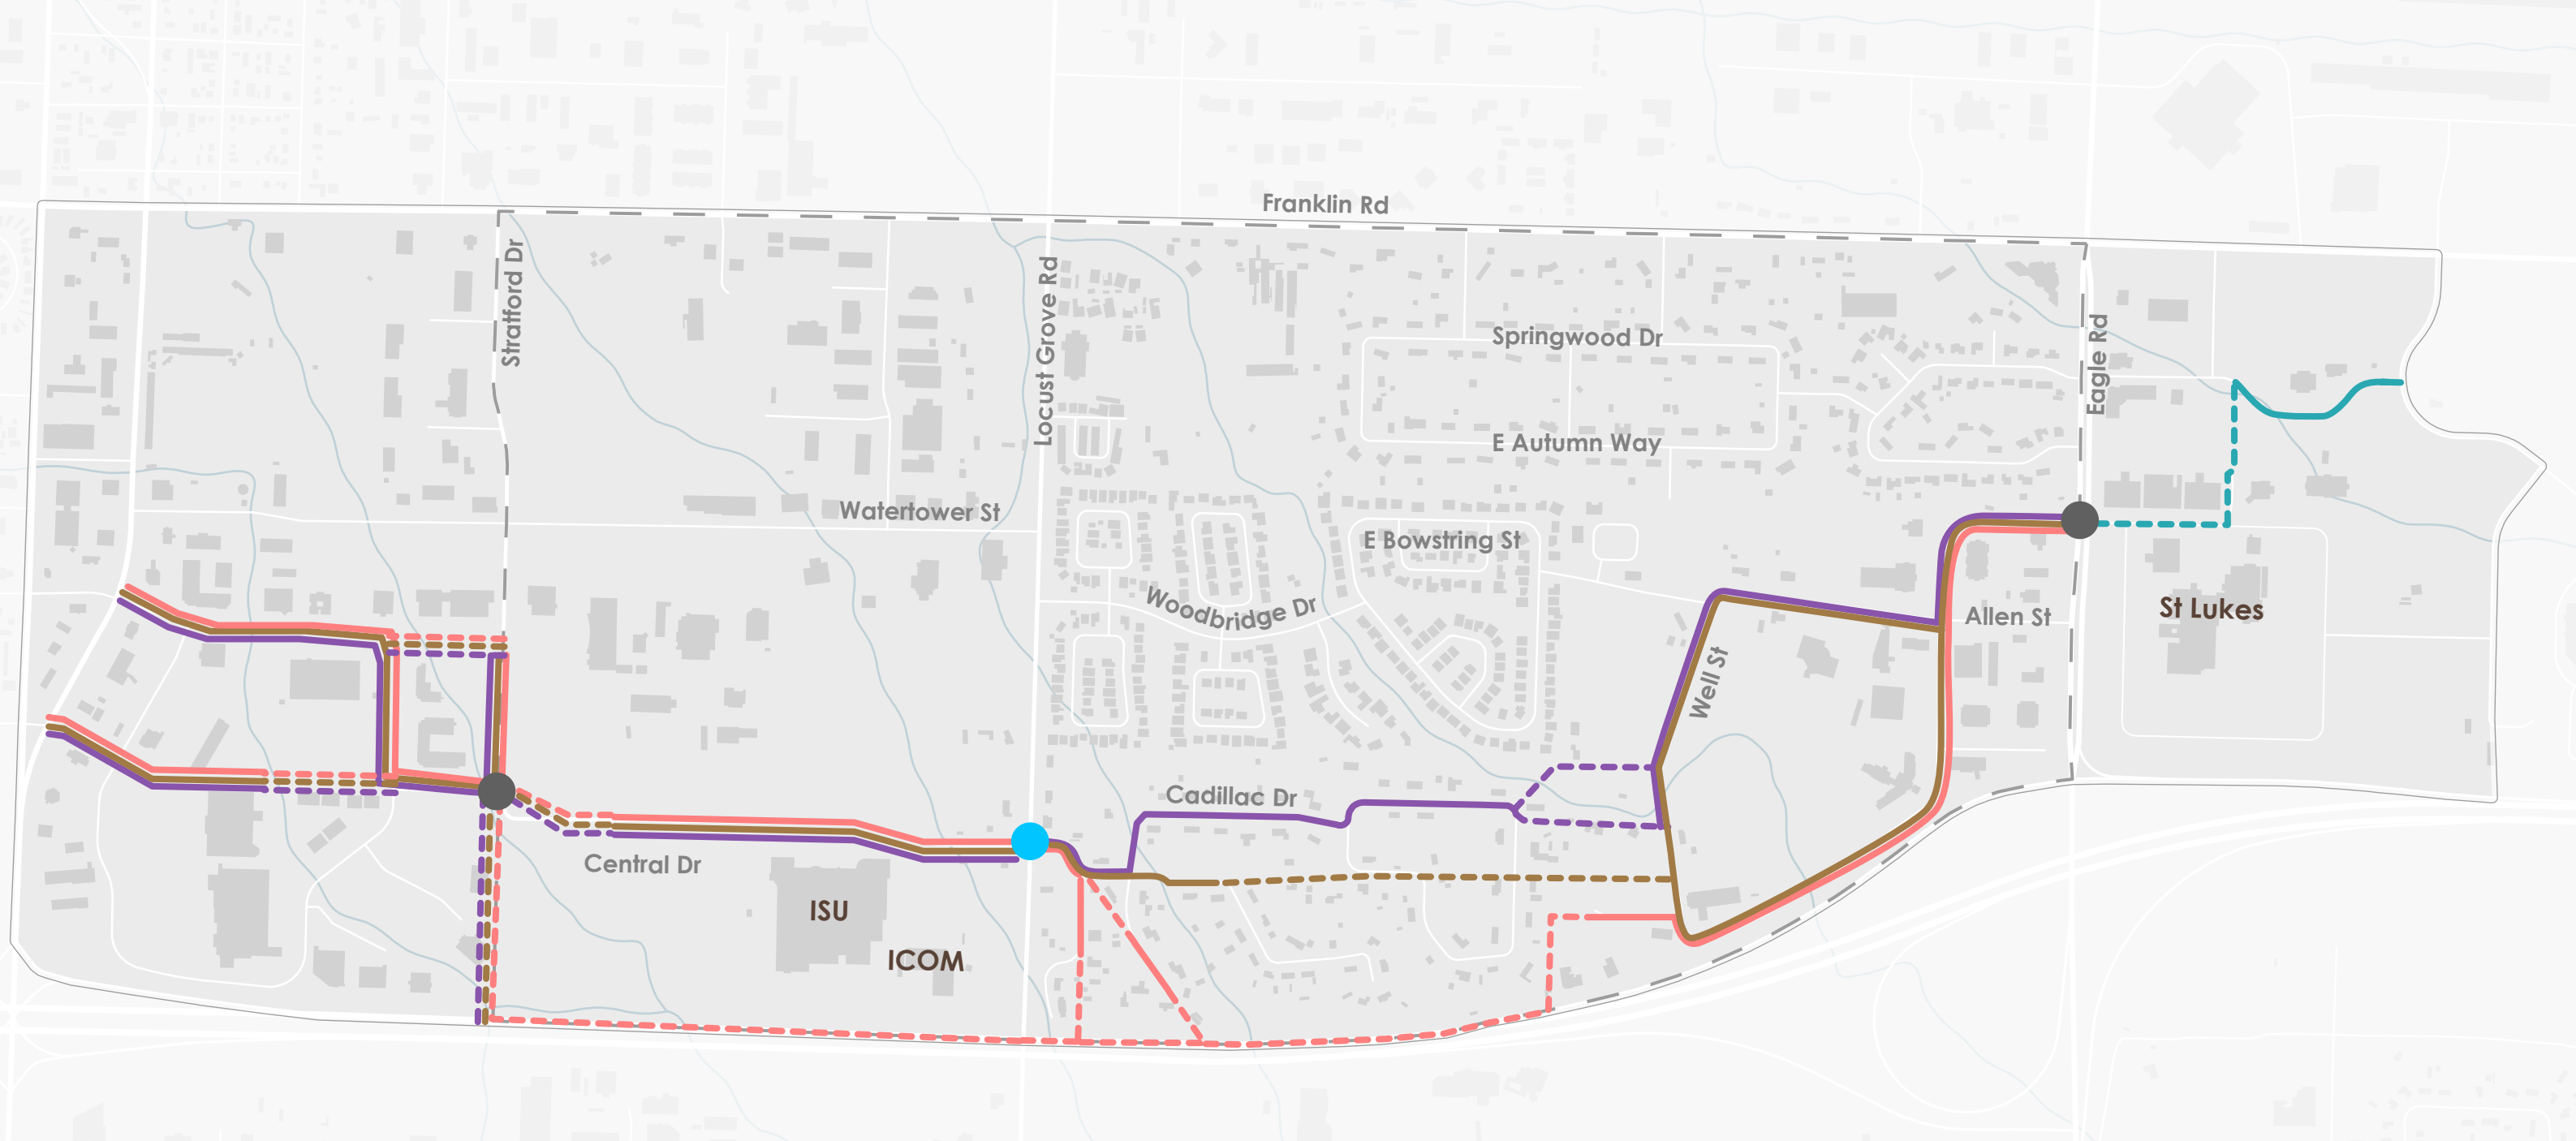 Franklin Rd
Stratford Dr
Locust Grove Rd
Springwood Dr
Eagle Rd
E Autumn Way
Watertower St
E Bowstring St
Woodbridge Dr
Allen St
St Lukes
Well St
Cadillac Dr
Central Dr
ISU
ICOM